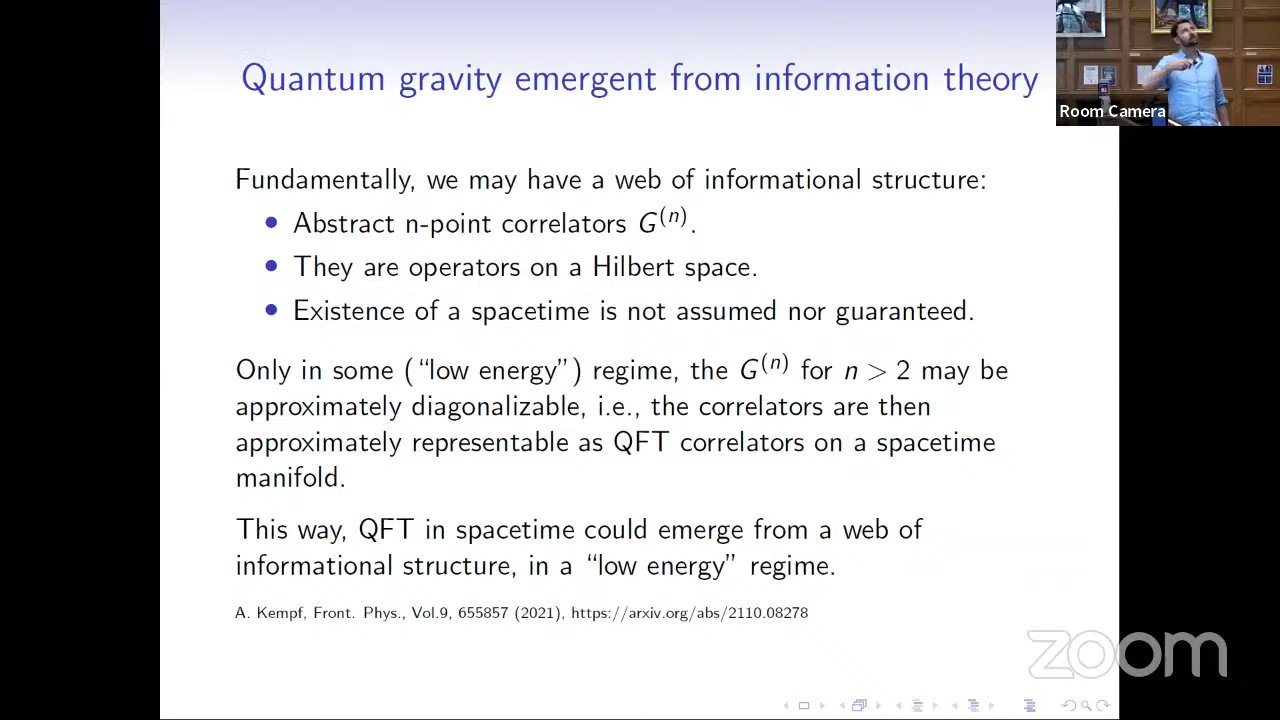 Quantum gravity emergent from information theory
Room Camera
Fundamentally, we may have a web of informational structure:
• Abstract n-point correlators G^(n).
• They are operators on a Hilbert space.
• Existence of a spacetime is not assumed nor guaranteed.
Only in some (“low energy”) regime, the G^(n) for n > 2 may be
approximately diagonalizable, i.e., the correlators are then
approximately representable as QFT correlators on a spacetime
manifold.
This way, QFT in spacetime could emerge from a web of
informational structure, in a “low energy” regime.
A. Kempf, Front. Phys., Vol.9, 655857 (2021), https://arxiv.org/abs/2110.08278
zoom